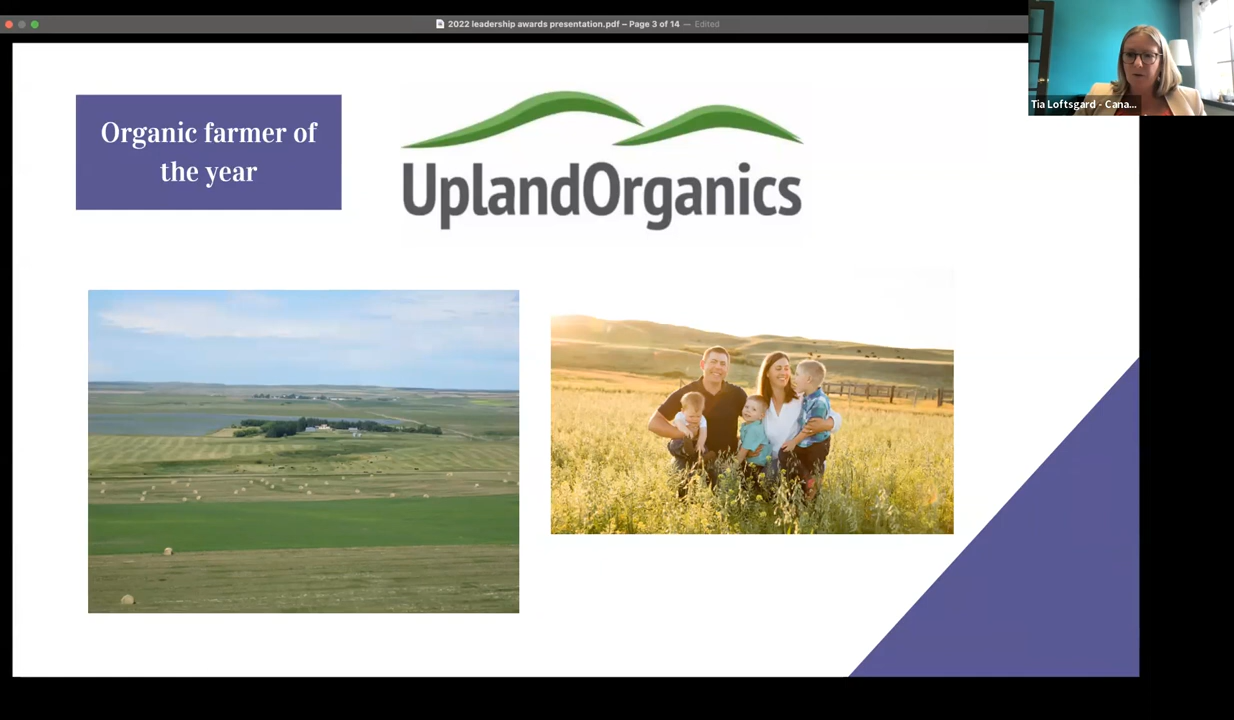 2022 leadership awards presentation.pdf – Page 3 of 14 — Edited
Tia Loftsgard - Cana...
Organic farmer of
the year
UplandOrganics